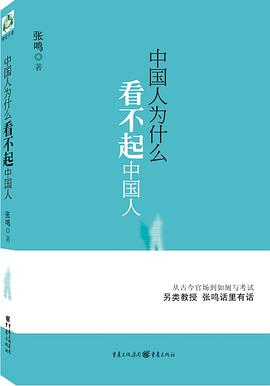 张鸣◎著
中国人为什么
看不起
中国人
从古今官场到如厕与考试
另类教授 张鸣话里有话
重庆出版集团 重庆出版社
中国人为什么看不起中国人
张鸣◎著